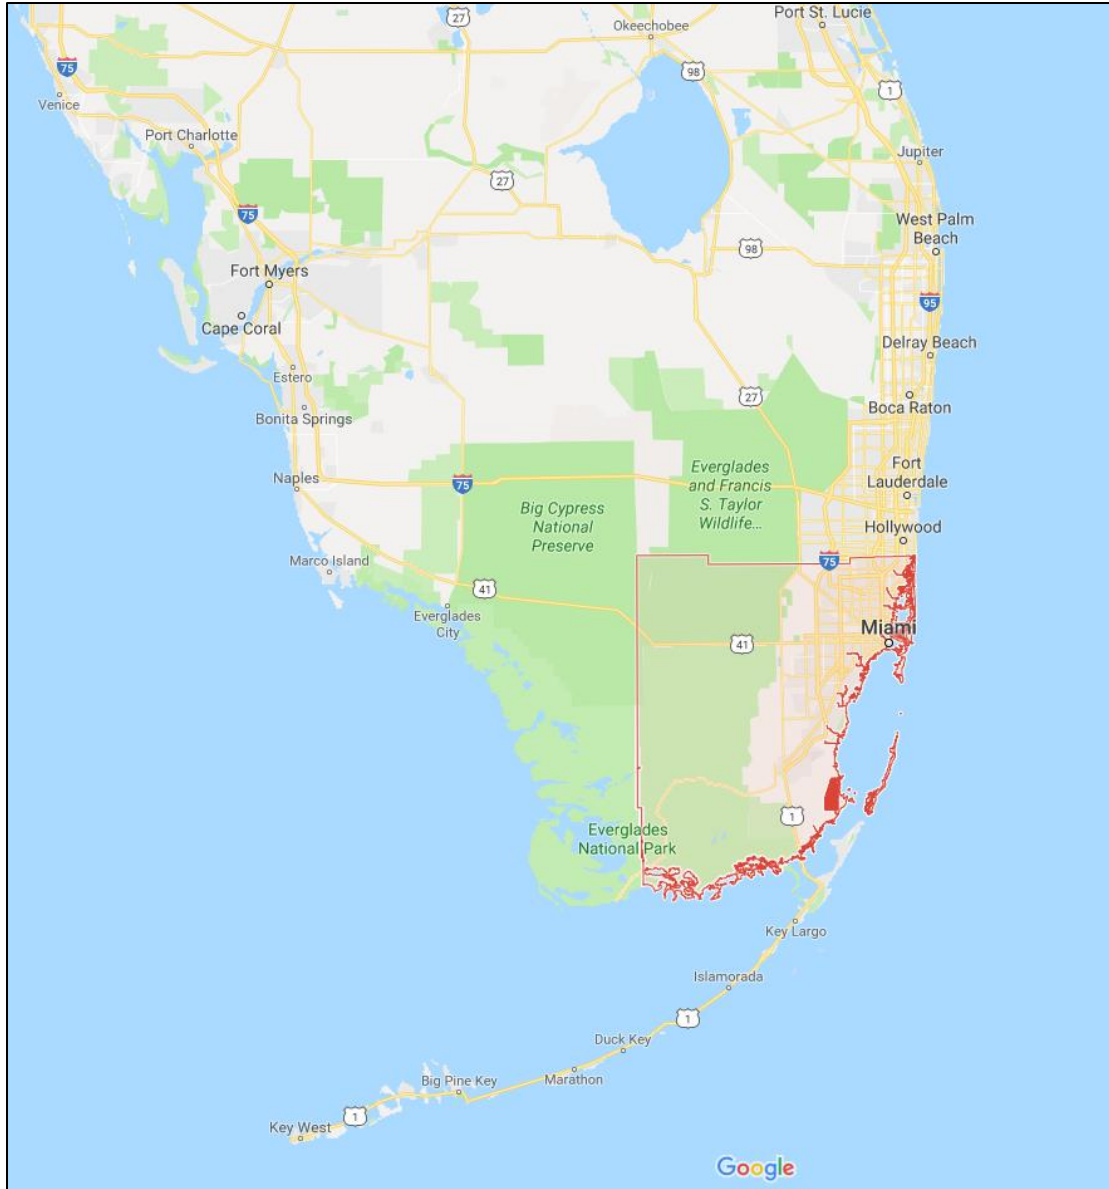 27
Okeechobee
Port St. Lucie
75
98
1
Venice
Port Charlotte
Jupiter
27
75
West Palm
Beach
98
Fort Myers
95
Cape Coral
Delray Beach
Estero
27
Boca Raton
Bonita Springs
Fort
Lauderdale
Everglades
and Francis
S. Taylor
Wildlife...
Naples
75
Big Cypress
National
Preserve
Hollywood
Marco Island
75
41
Everglades
City
Miami
41
1
Everglades
National Park
Key Largo
Islamorada
1
Duck Key
Marathon
Big Pine Key
1
Key West
Google